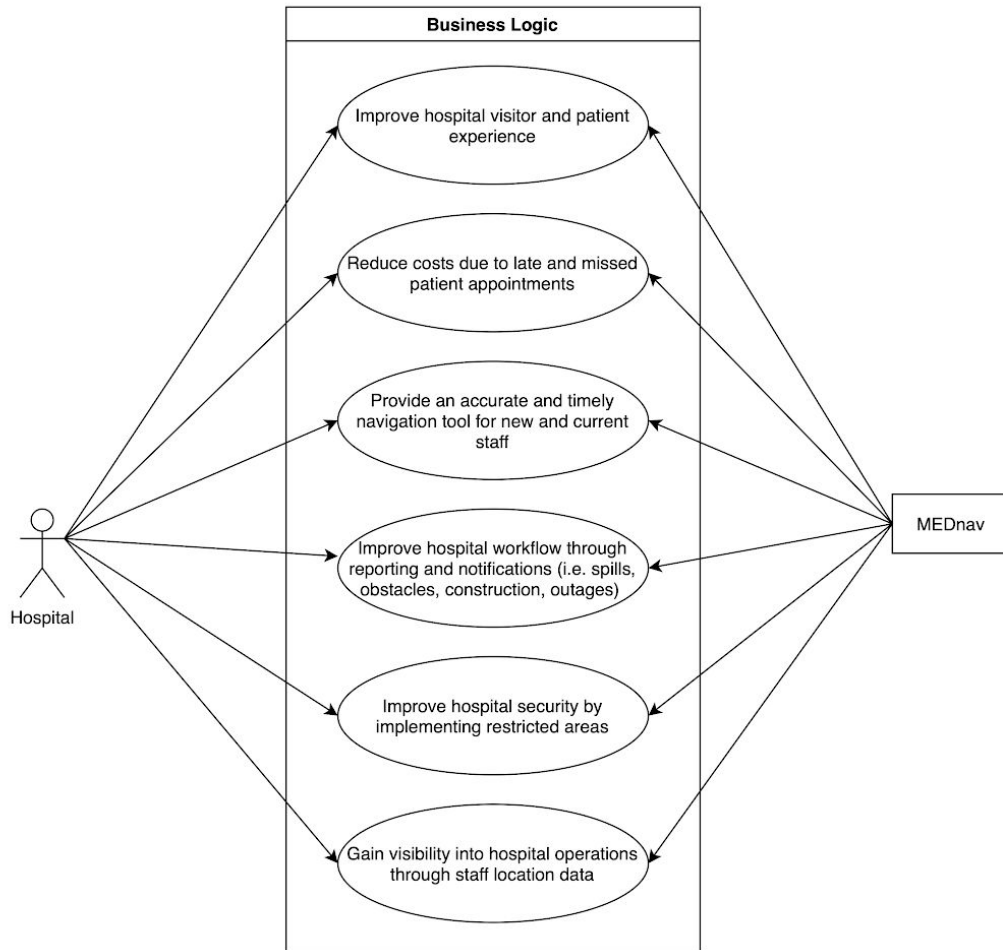 Business Logic
Improve hospital visitor and patient
experience
Reduce costs due to late and missed
patient appointments
Provide an accurate and timely
navigation tool for new and current
staff
Improve hospital workflow through
reporting and notifications (i.e. spills,
obstacles, construction, outages)
Improve hospital security by
implementing restricted areas
Gain visibility into hospital operations
through staff location data
Hospital
MEDnav